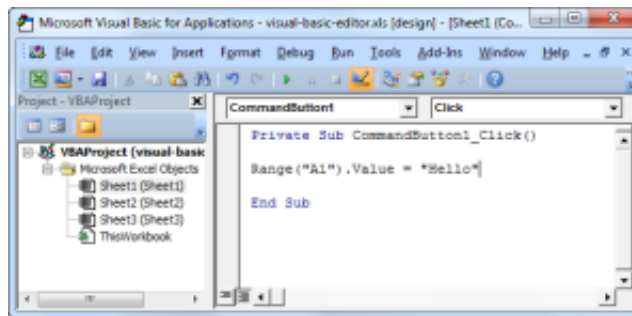 Microsoft Visual Basic for Applications - visual-basic-editor.xls [design] - [Sheet1 (Co...
File Edit View Insert Format Debug Run Tools Add-Ins Window Help
Project - VBAProject
CommandButton1 Click
VBAProject (visual-basic
Microsoft Excel Objects
Sheet1 (Sheet1)
Sheet2 (Sheet2)
Sheet3 (Sheet3)
ThisWorkbook
Private Sub CommandButton1_Click()
Range("A1").Value = "Hello"
End Sub